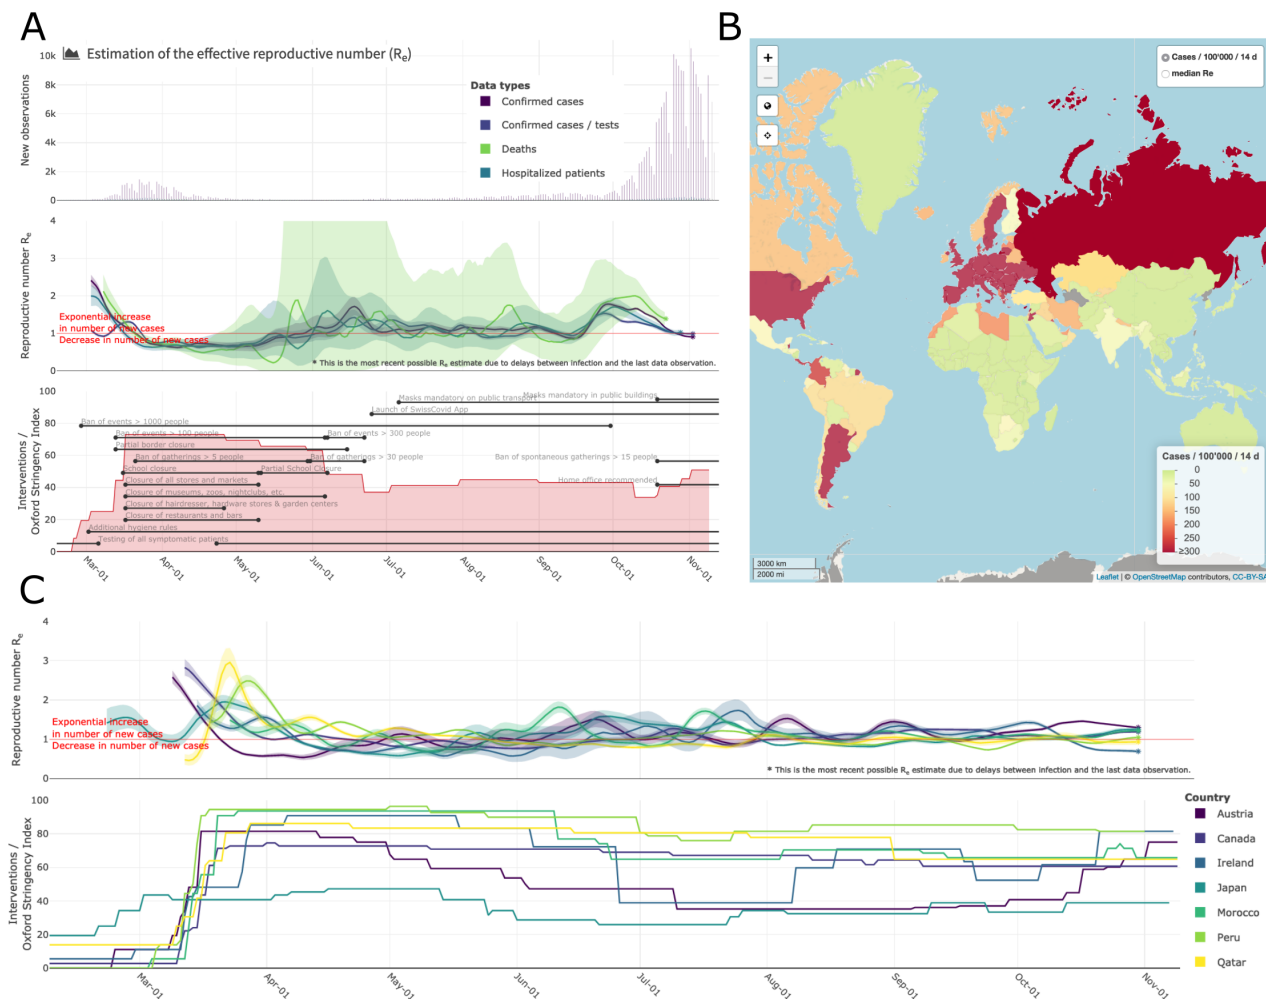 A
Estimation of the effective reproductive number (Re)
New observations
10k
8k
6k
4k
2k
0
Data types
Confirmed cases
Confirmed cases / tests
Deaths
Hospitalized patients
Reproductive number Re
4
3
2
1
0
Exponential increase
in number of new cases
Decrease in number of new cases
* This is the most recent possible Re estimate due to delays between infection and the last data observation.
Interventions /
Oxford Stringency Index
100
80
60
40
20
0
Masks mandatory on public transport
Masks mandatory in public buildings
Launch of SwissCovid App
Ban of events > 1000 people
Ban of events > 100 people
Ban of events > 300 people
Partial border closure
Ban of gatherings > 5 people
Ban of gatherings > 30 people
Ban of spontaneous gatherings > 15 people
School closure
Partial School Closure
Closure of all stores and markets
Home office recommended
Closure of museums, zoos, nightclubs, etc.
Closure of hairdresser, hardware stores & garden centers
Closure of restaurants and bars
Additional hygiene rules
Testing of all symptomatic patients
Mar-01
Apr-01
May-01
Jun-01
Jul-01
Aug-01
Sep-01
Oct-01
Nov-01
B
+
−
Cases / 100'000 / 14 d
median Re
Cases / 100'000 / 14 d
0
50
100
150
200
250
≥300
3000 km
2000 mi
Leaflet | © OpenStreetMap contributors, CC-BY-SA
C
Reproductive number Re
4
3
2
1
0
Exponential increase
in number of new cases
Decrease in number of new cases
* This is the most recent possible Re estimate due to delays between infection and the last data observation.
Interventions /
Oxford Stringency Index
100
80
60
40
20
0
Mar-01
Apr-01
May-01
Jun-01
Jul-01
Aug-01
Sep-01
Oct-01
Nov-01
Country
Austria
Canada
Ireland
Japan
Morocco
Peru
Qatar